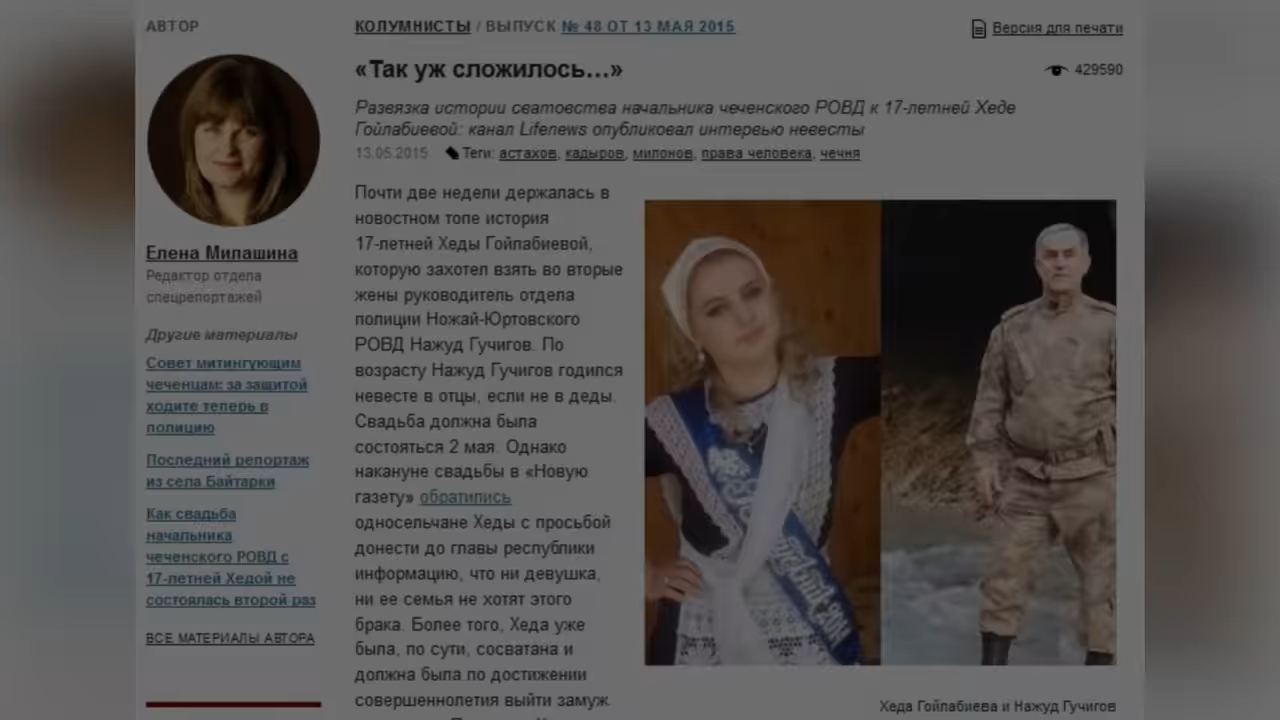 АВТОР
Елена Милашина
Редактор отдела
спецрепортажей
Другие материалы
Совет митингующим
чеченцам: за защитой
ходите теперь в
полицию
Последний репортаж
из села Байтарки
Как свадьба
начальника
чеченского РОВД с
17-летней Хедой не
состоялась второй раз
ВСЕ МАТЕРИАЛЫ АВТОРА
КОЛУМНИСТЫ / ВЫПУСК № 48 ОТ 13 МАЯ 2015
Версия для печати
«Так уж сложилось...»
429590
Развязка истории сватовства начальника чеченского РОВД к 17-летней Хеде
Гойлабиевой: канал Lifenews опубликовал интервью невесты
13.05.2015 Теги: астахов, кадыров, милонов, права человека, чечня
Почти две недели держалась в
новостном топе история
17-летней Хеды Гойлабиевой,
которую захотел взять во вторые
жены руководитель отдела
полиции Ножай-Юртовского
РОВД Нажуд Гучигов. По
возрасту Нажуд Гучигов годился
невесте в отцы, если не в деды.
Свадьба должна была
состояться 2 мая. Однако
накануне свадьбы в «Новую
газету» обратились
односельчане Хеды с просьбой
донести до главы республики
информацию, что ни девушка,
ни ее семья не хотят этого
брака. Более того, Хеда уже
была, по сути, сосватана и
должна была по достижении
совершеннолетия выйти замуж
Хеда Гойлабиева и Нажуд Гучигов